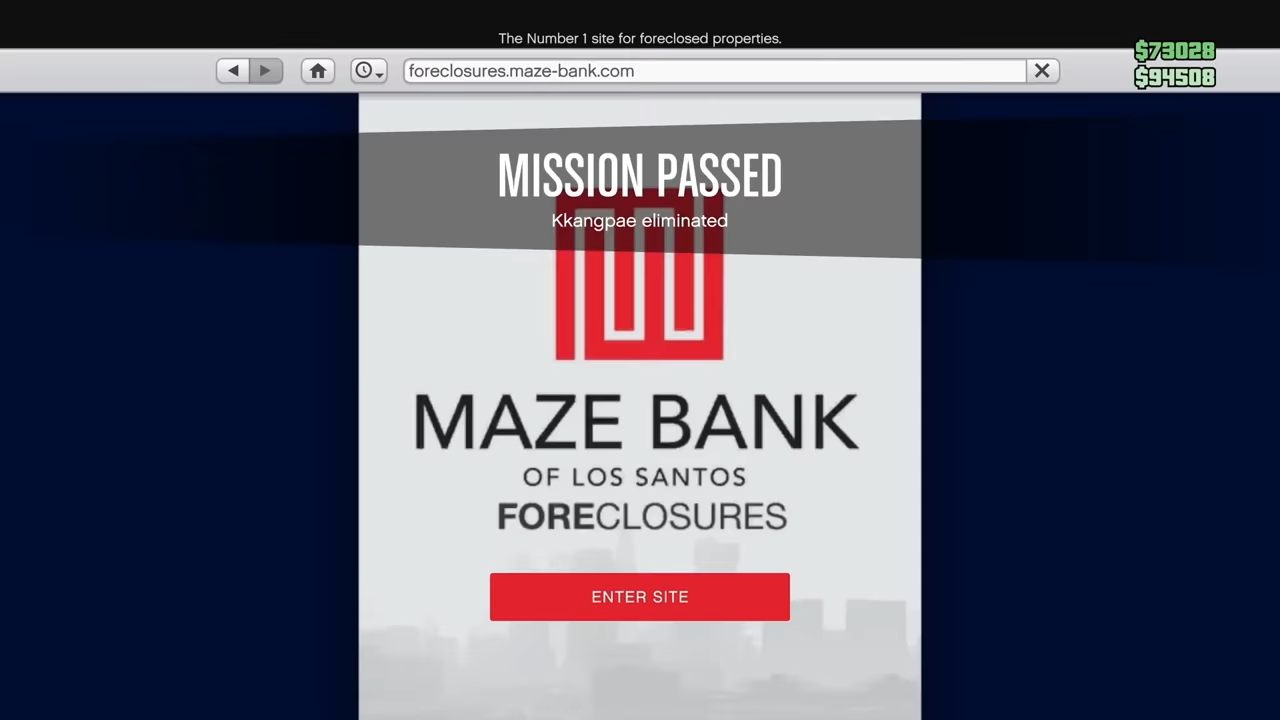 The Number 1 site for foreclosed properties.
foreclosures.maze-bank.com
$73028
$94508
MISSION PASSED
Kkangpae eliminated
MAZE BANK
OF LOS SANTOS
FORECLOSURES
ENTER SITE